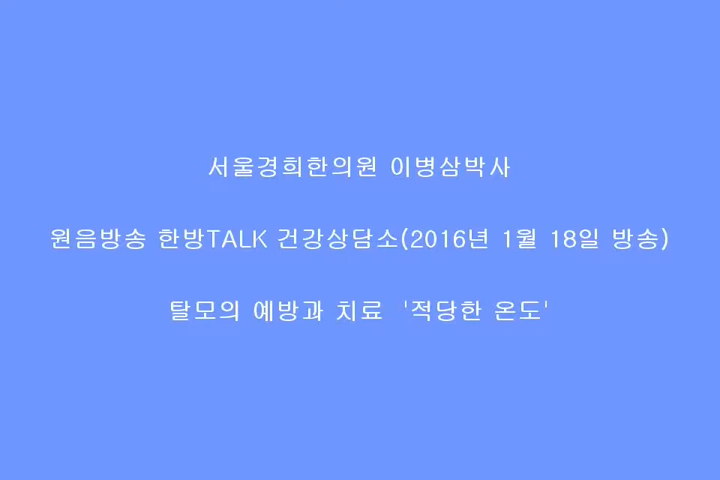 서울경희한의원 이병삼박사
원음방송 한방TALK 건강상담소(2016년 1월 18일 방송)
탈모의 예방과 치료 '적당한 온도'